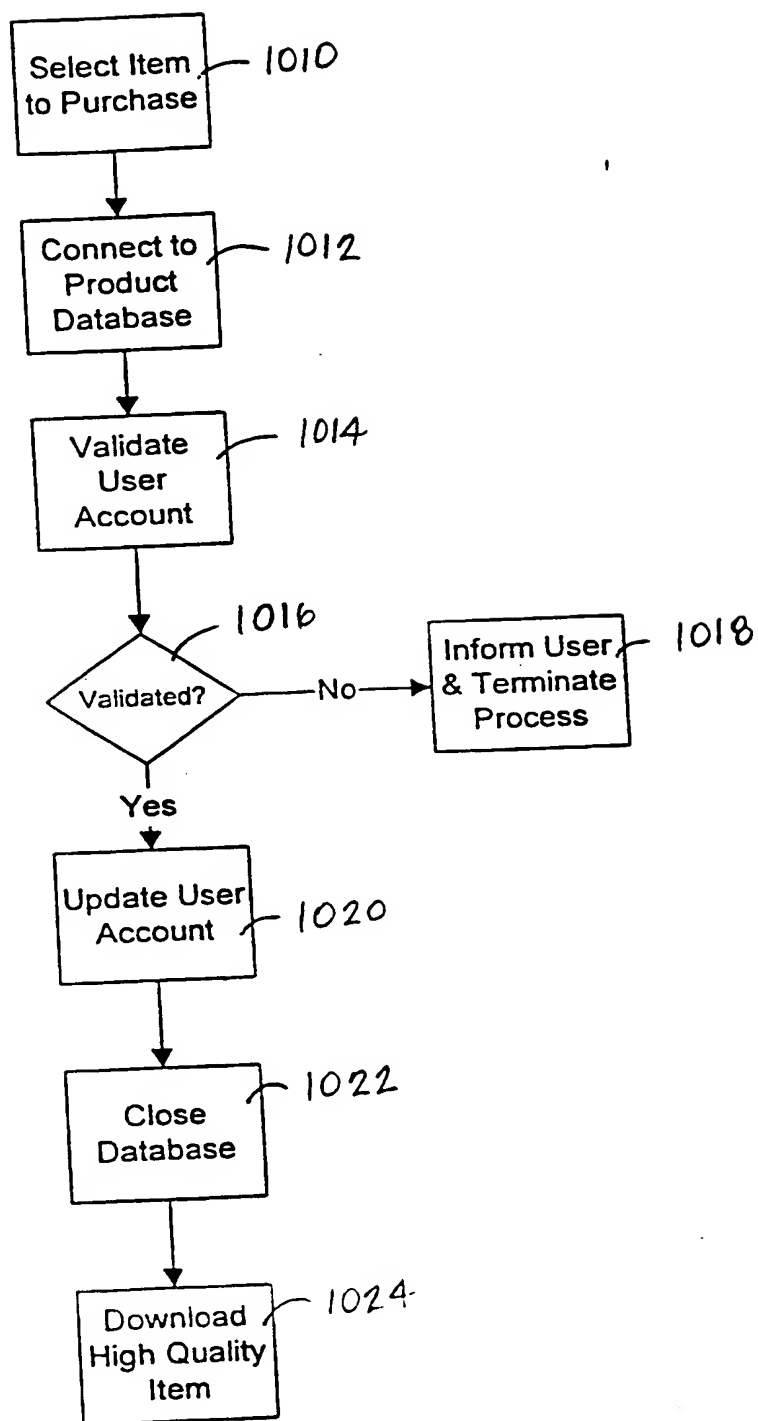 Select Item
to Purchase
1010
Connect to
Product
Database
1012
Validate
User
Account
1014
Validated?
1016
No
Inform User
& Terminate
Process
1018
Yes
Update User
Account
1020
Close
Database
1022
Download
High Quality
Item
1024